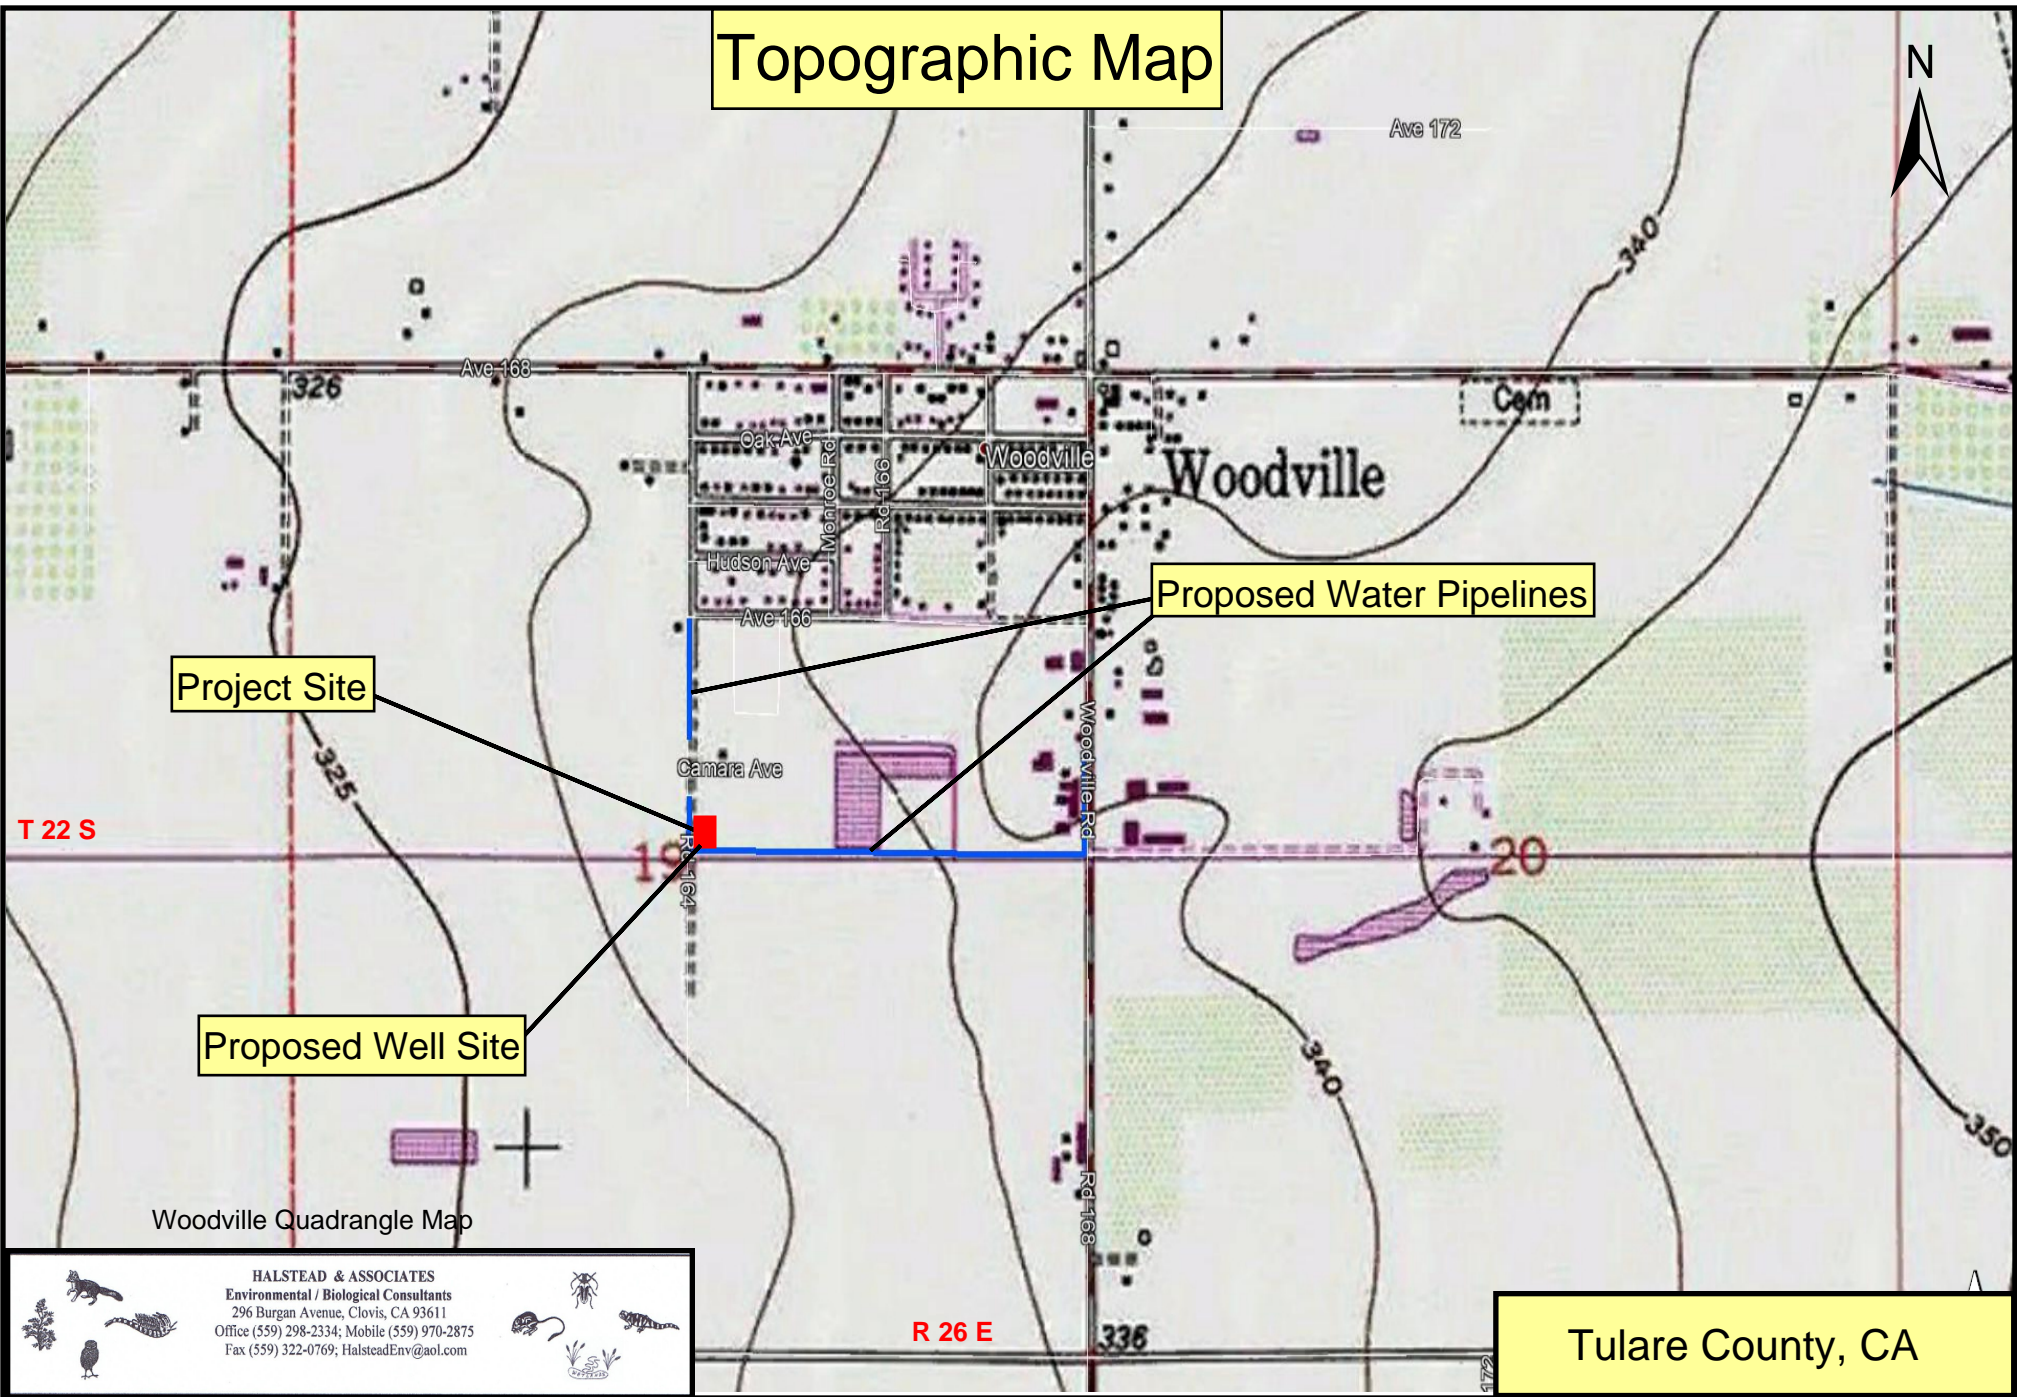 Topographic Map
N
Ave 172
340
Ave 168
326
Cem
Oak Ave
Monroe Rd
Rd 166
Woodville
Woodville
Hudson Ave
Ave 166
Proposed Water Pipelines
Project Site
Woodville Rd
325
Camara Ave
T 22 S
19
Rd 164
20
Proposed Well Site
340
350
Rd 168
Woodville Quadrangle Map
HALSTEAD & ASSOCIATES
Environmental / Biological Consultants
296 Burgan Avenue, Clovis, CA 93611
Office (559) 298-2334; Mobile (559) 970-2875
Fax (559) 322-0769; HalsteadEnv@aol.com
R 26 E
336
172
Tulare County, CA